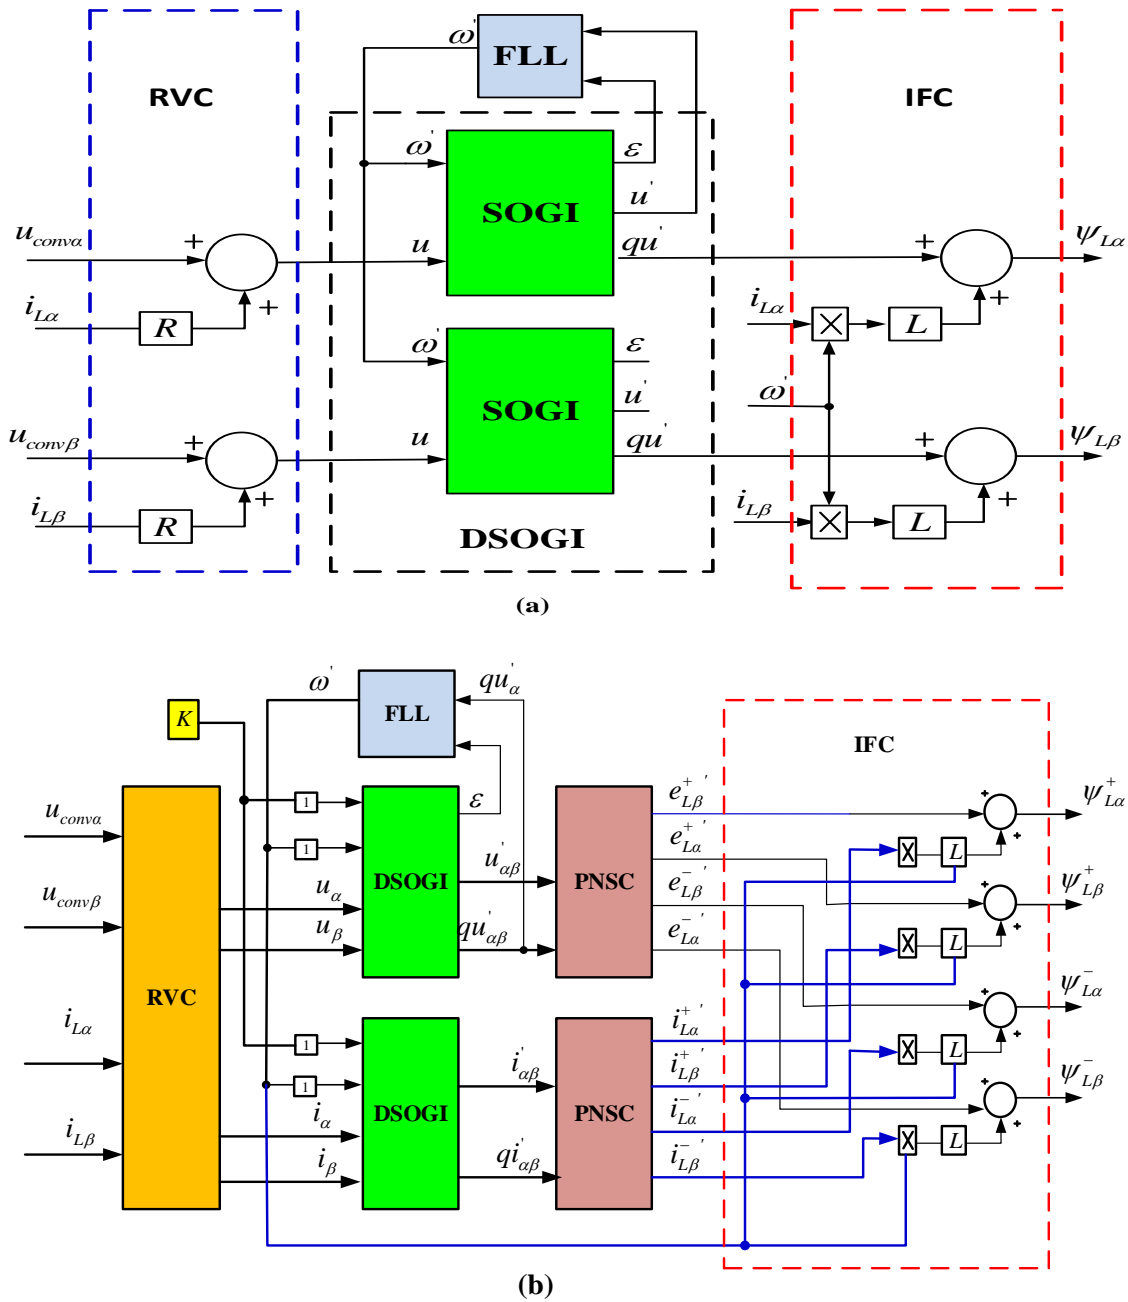 ω'
FLL
RVC
IFC
ω'
ε
SOGI
u'
u_convα
+
u
qu'
+
ψ_Lα
i_Lα
R
+
i_Lα
×
L
+
ω'
ε
SOGI
u'
ω'
u_convβ
+
u
qu'
+
ψ_Lβ
i_Lβ
R
+
i_Lβ
×
L
+
DSOGI
(a)
ω'
qu'_α
K
FLL
IFC
1
ε
e^+_Lβ'
+
ψ^+_Lα
u_convα
1
DSOGI
u'_αβ
PNSC
e^+_Lα'
X
L
+
u_α
e^-_Lβ'
+
ψ^+_Lβ
u_convβ
u_β
qu'_αβ
e^-_Lα'
X
L
+
RVC
+
ψ^-_Lα
i_Lα
1
i^+_Lα'
X
L
+
1
DSOGI
i'_αβ
PNSC
i^+_Lβ'
+
ψ^-_Lβ
i_α
i^-_Lα'
X
L
+
i_Lβ
i_β
qi'_αβ
i^-_Lβ'
(b)